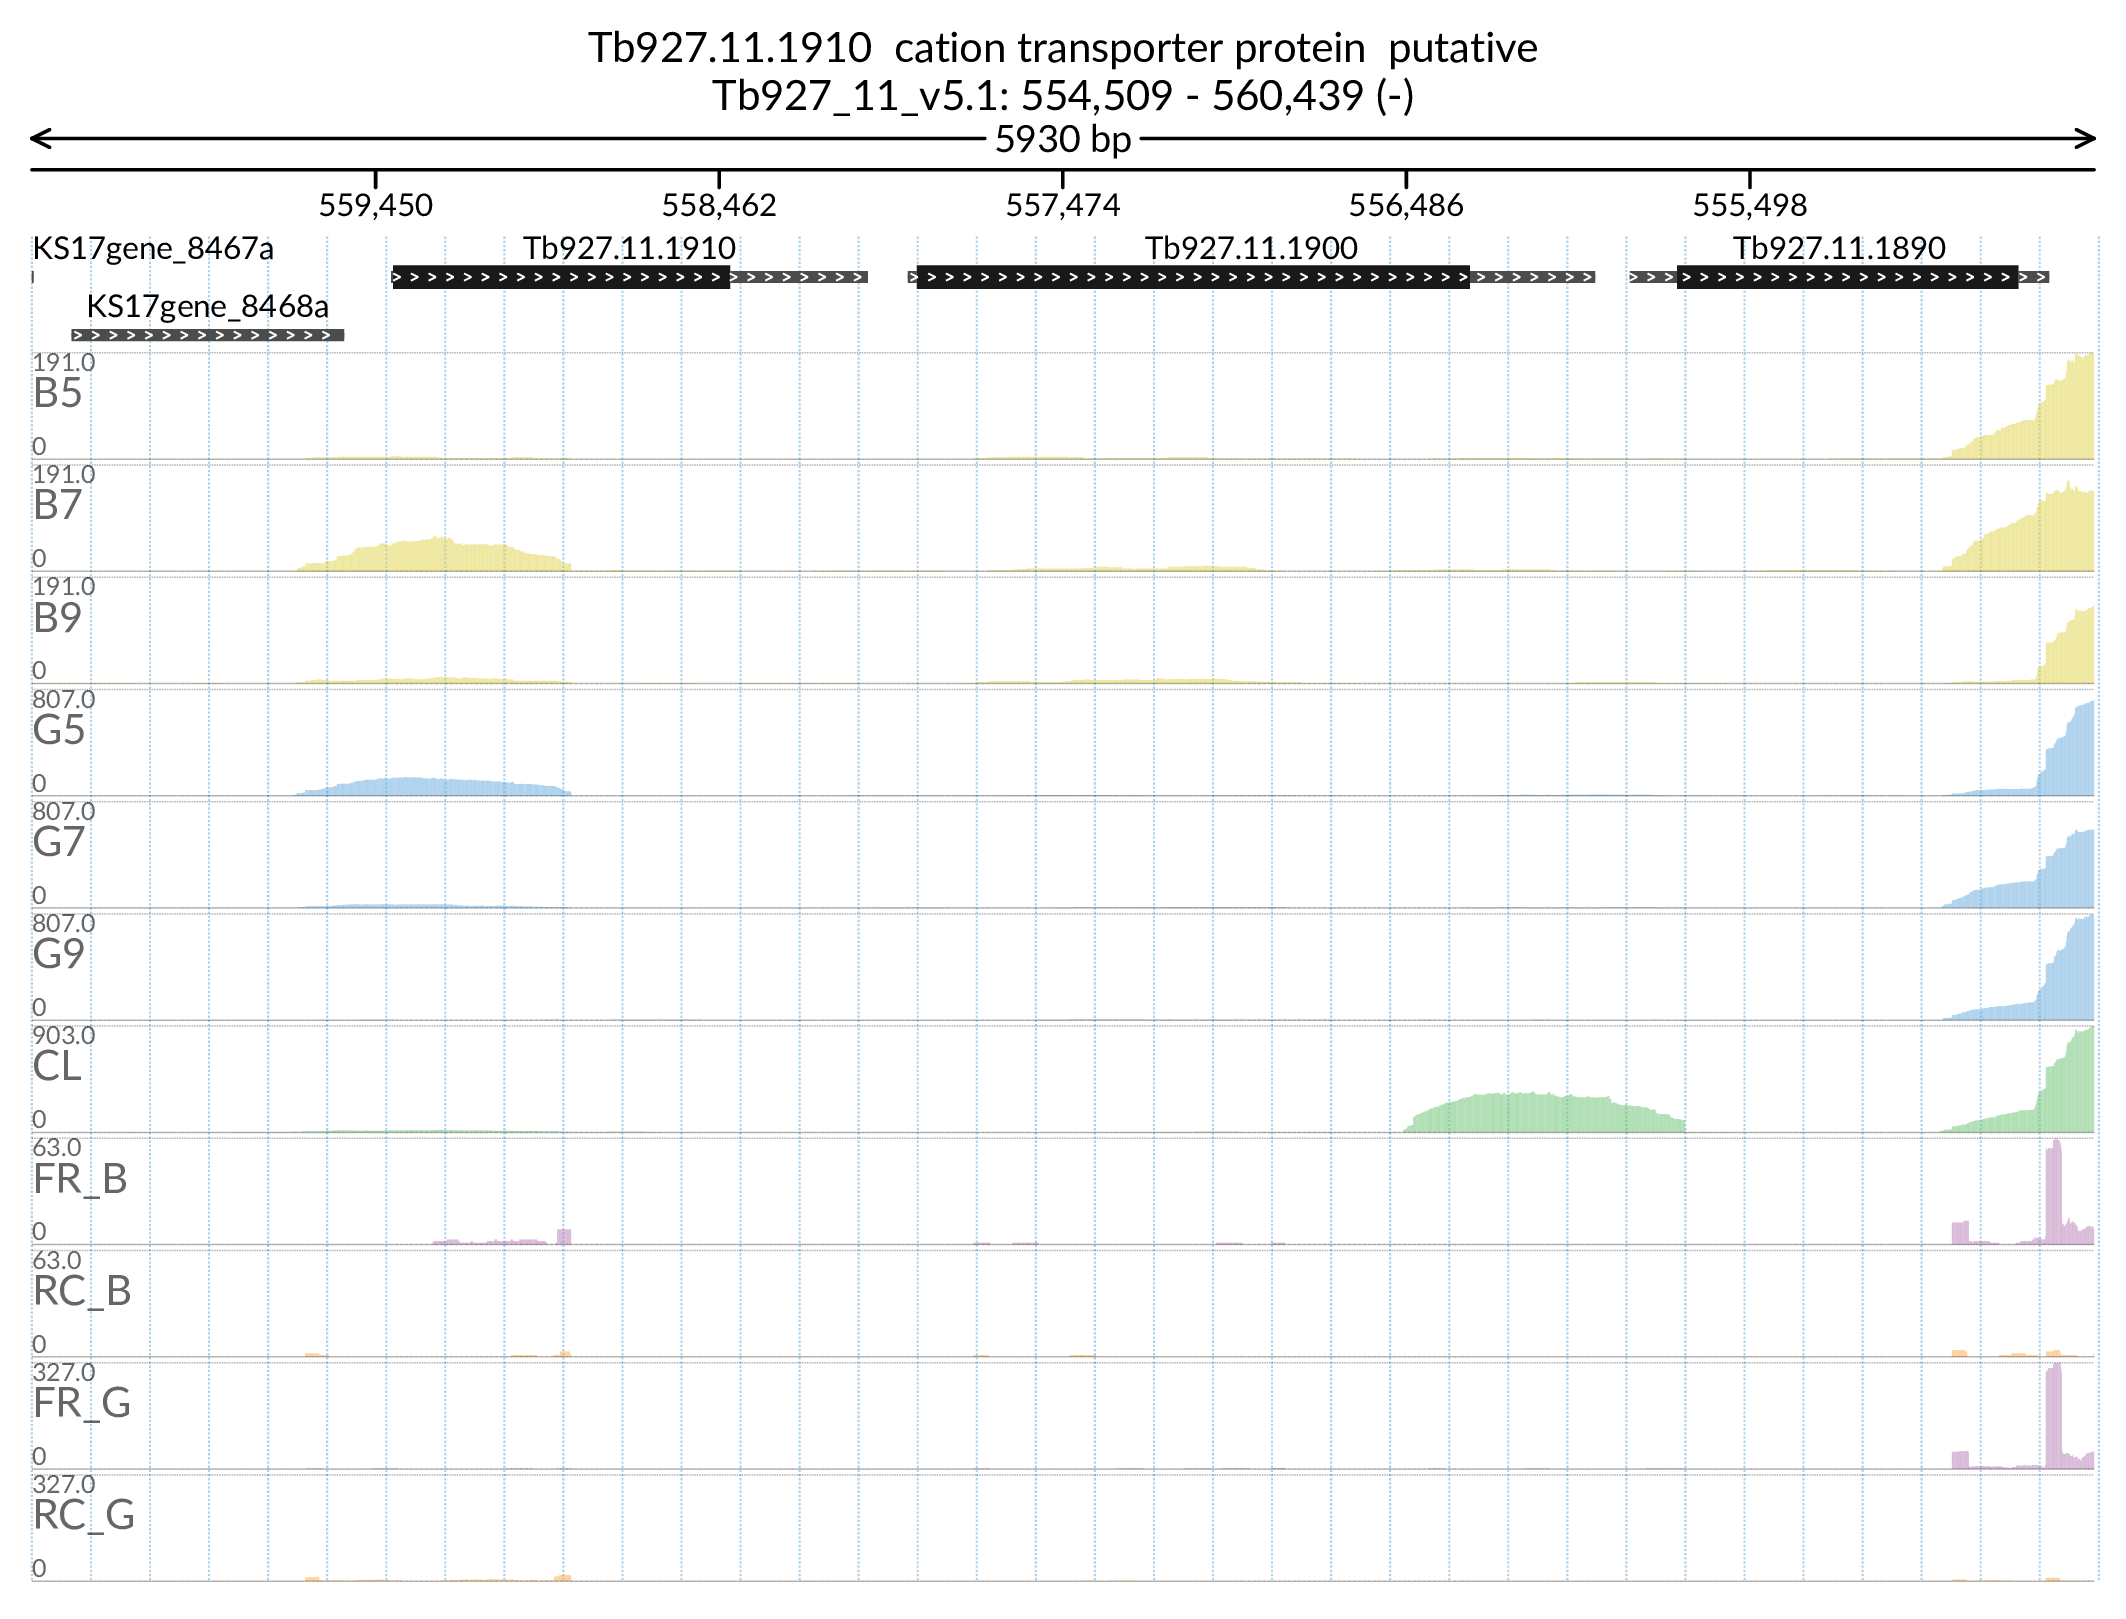 Tb927.11.1910  cation transporter protein  putative
Tb927_11_v5.1: 554,509 - 560,439 (-)
5930 bp
559,450 558,462 557,474 556,486 555,498
KS17gene_8467a Tb927.11.1910 Tb927.11.1900 Tb927.11.1890
KS17gene_8468a
191.0
B5
0
191.0
B7
0
191.0
B9
0
807.0
G5
0
807.0
G7
0
807.0
G9
0
903.0
CL
0
63.0
FR_B
0
63.0
RC_B
0
327.0
FR_G
0
327.0
RC_G
0